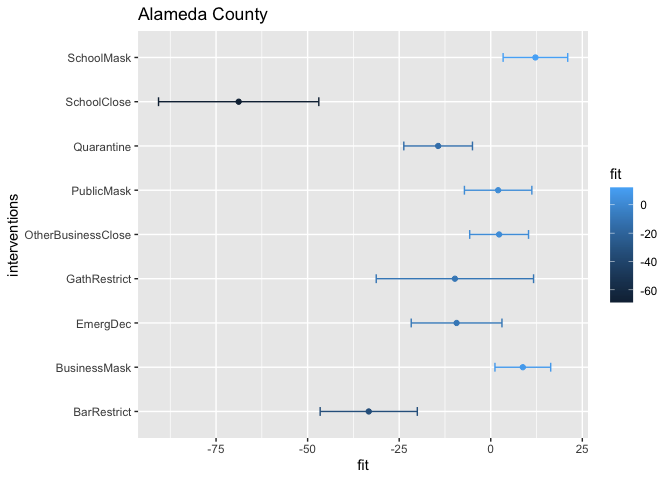 Alameda County
interventions
SchoolMask
SchoolClose
Quarantine
PublicMask
OtherBusinessClose
GathRestrict
EmergDec
BusinessMask
BarRestrict
-75 -50 -25 0 25
fit
fit
0
-20
-40
-60